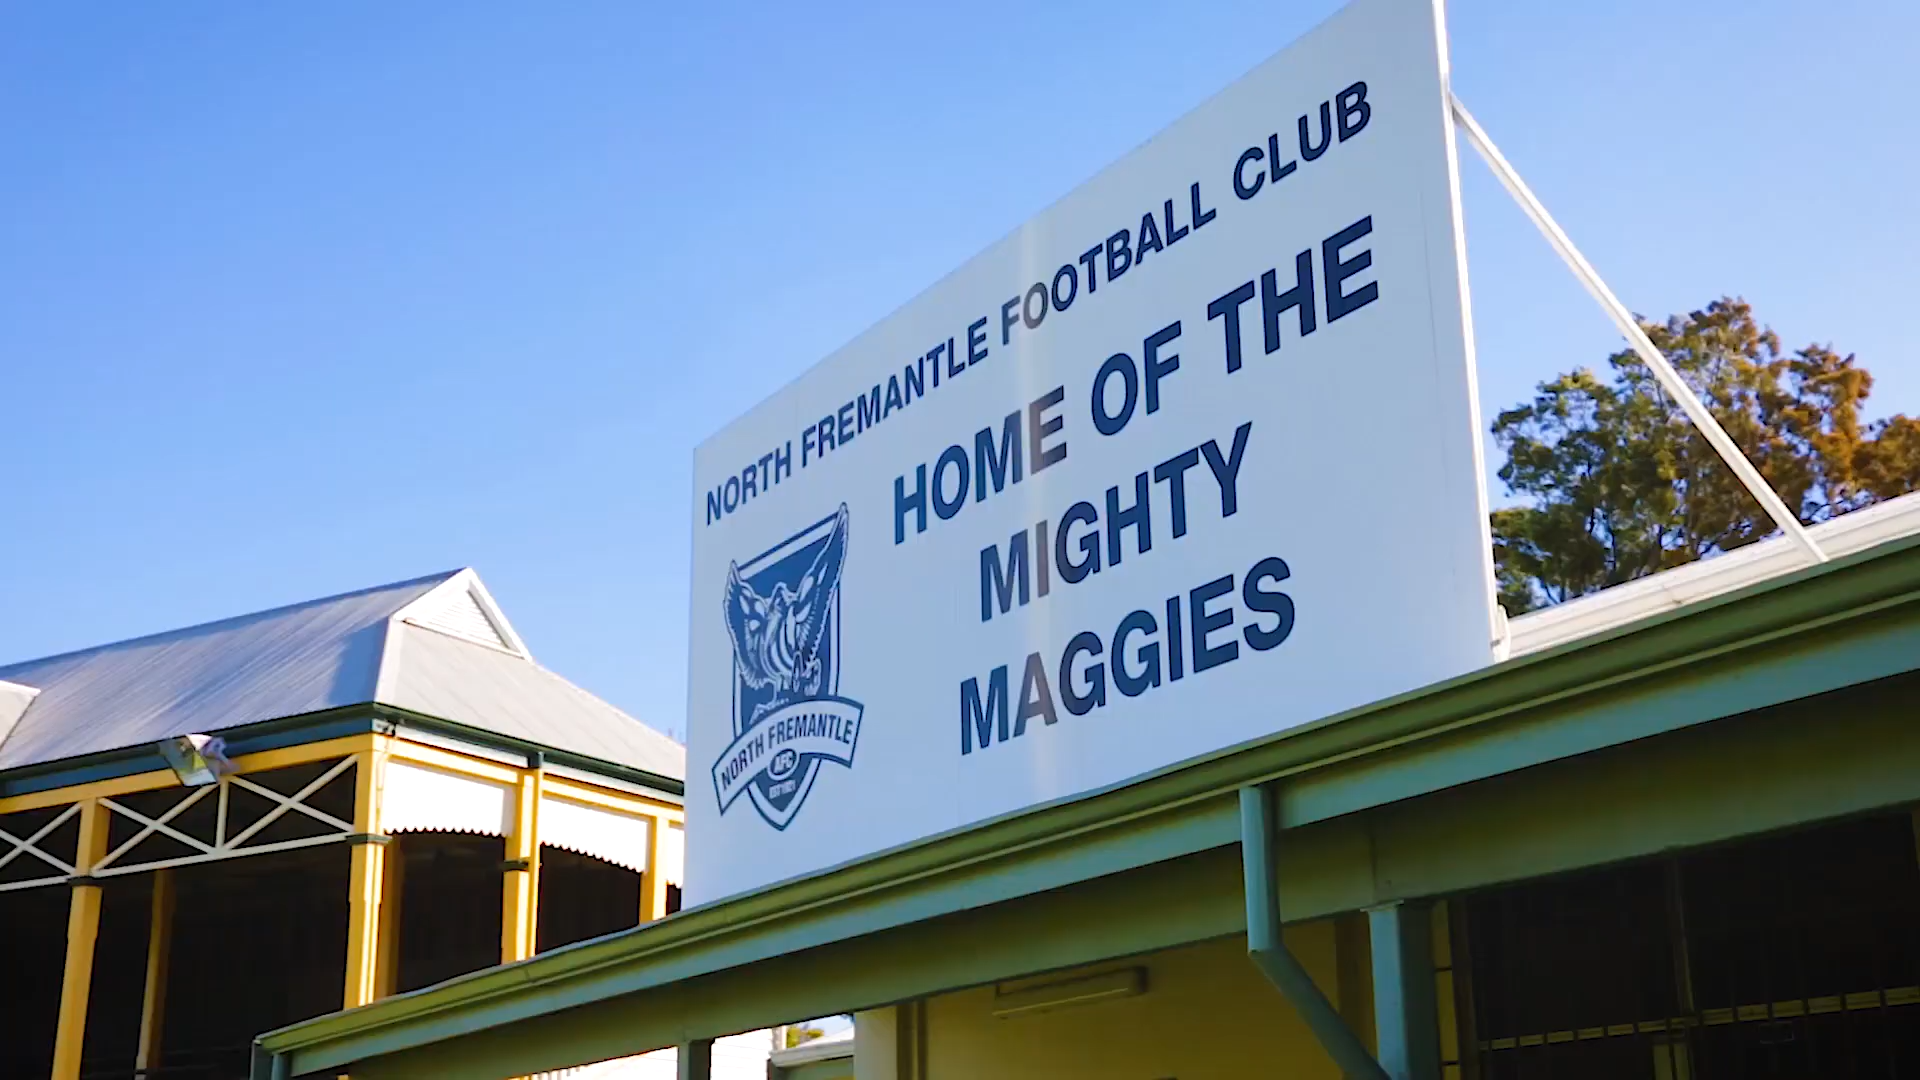 NORTH FREMANTLE FOOTBALL CLUB
HOME OF THE
MIGHTY
MAGGIES
NORTH FREMANTLE
AFC